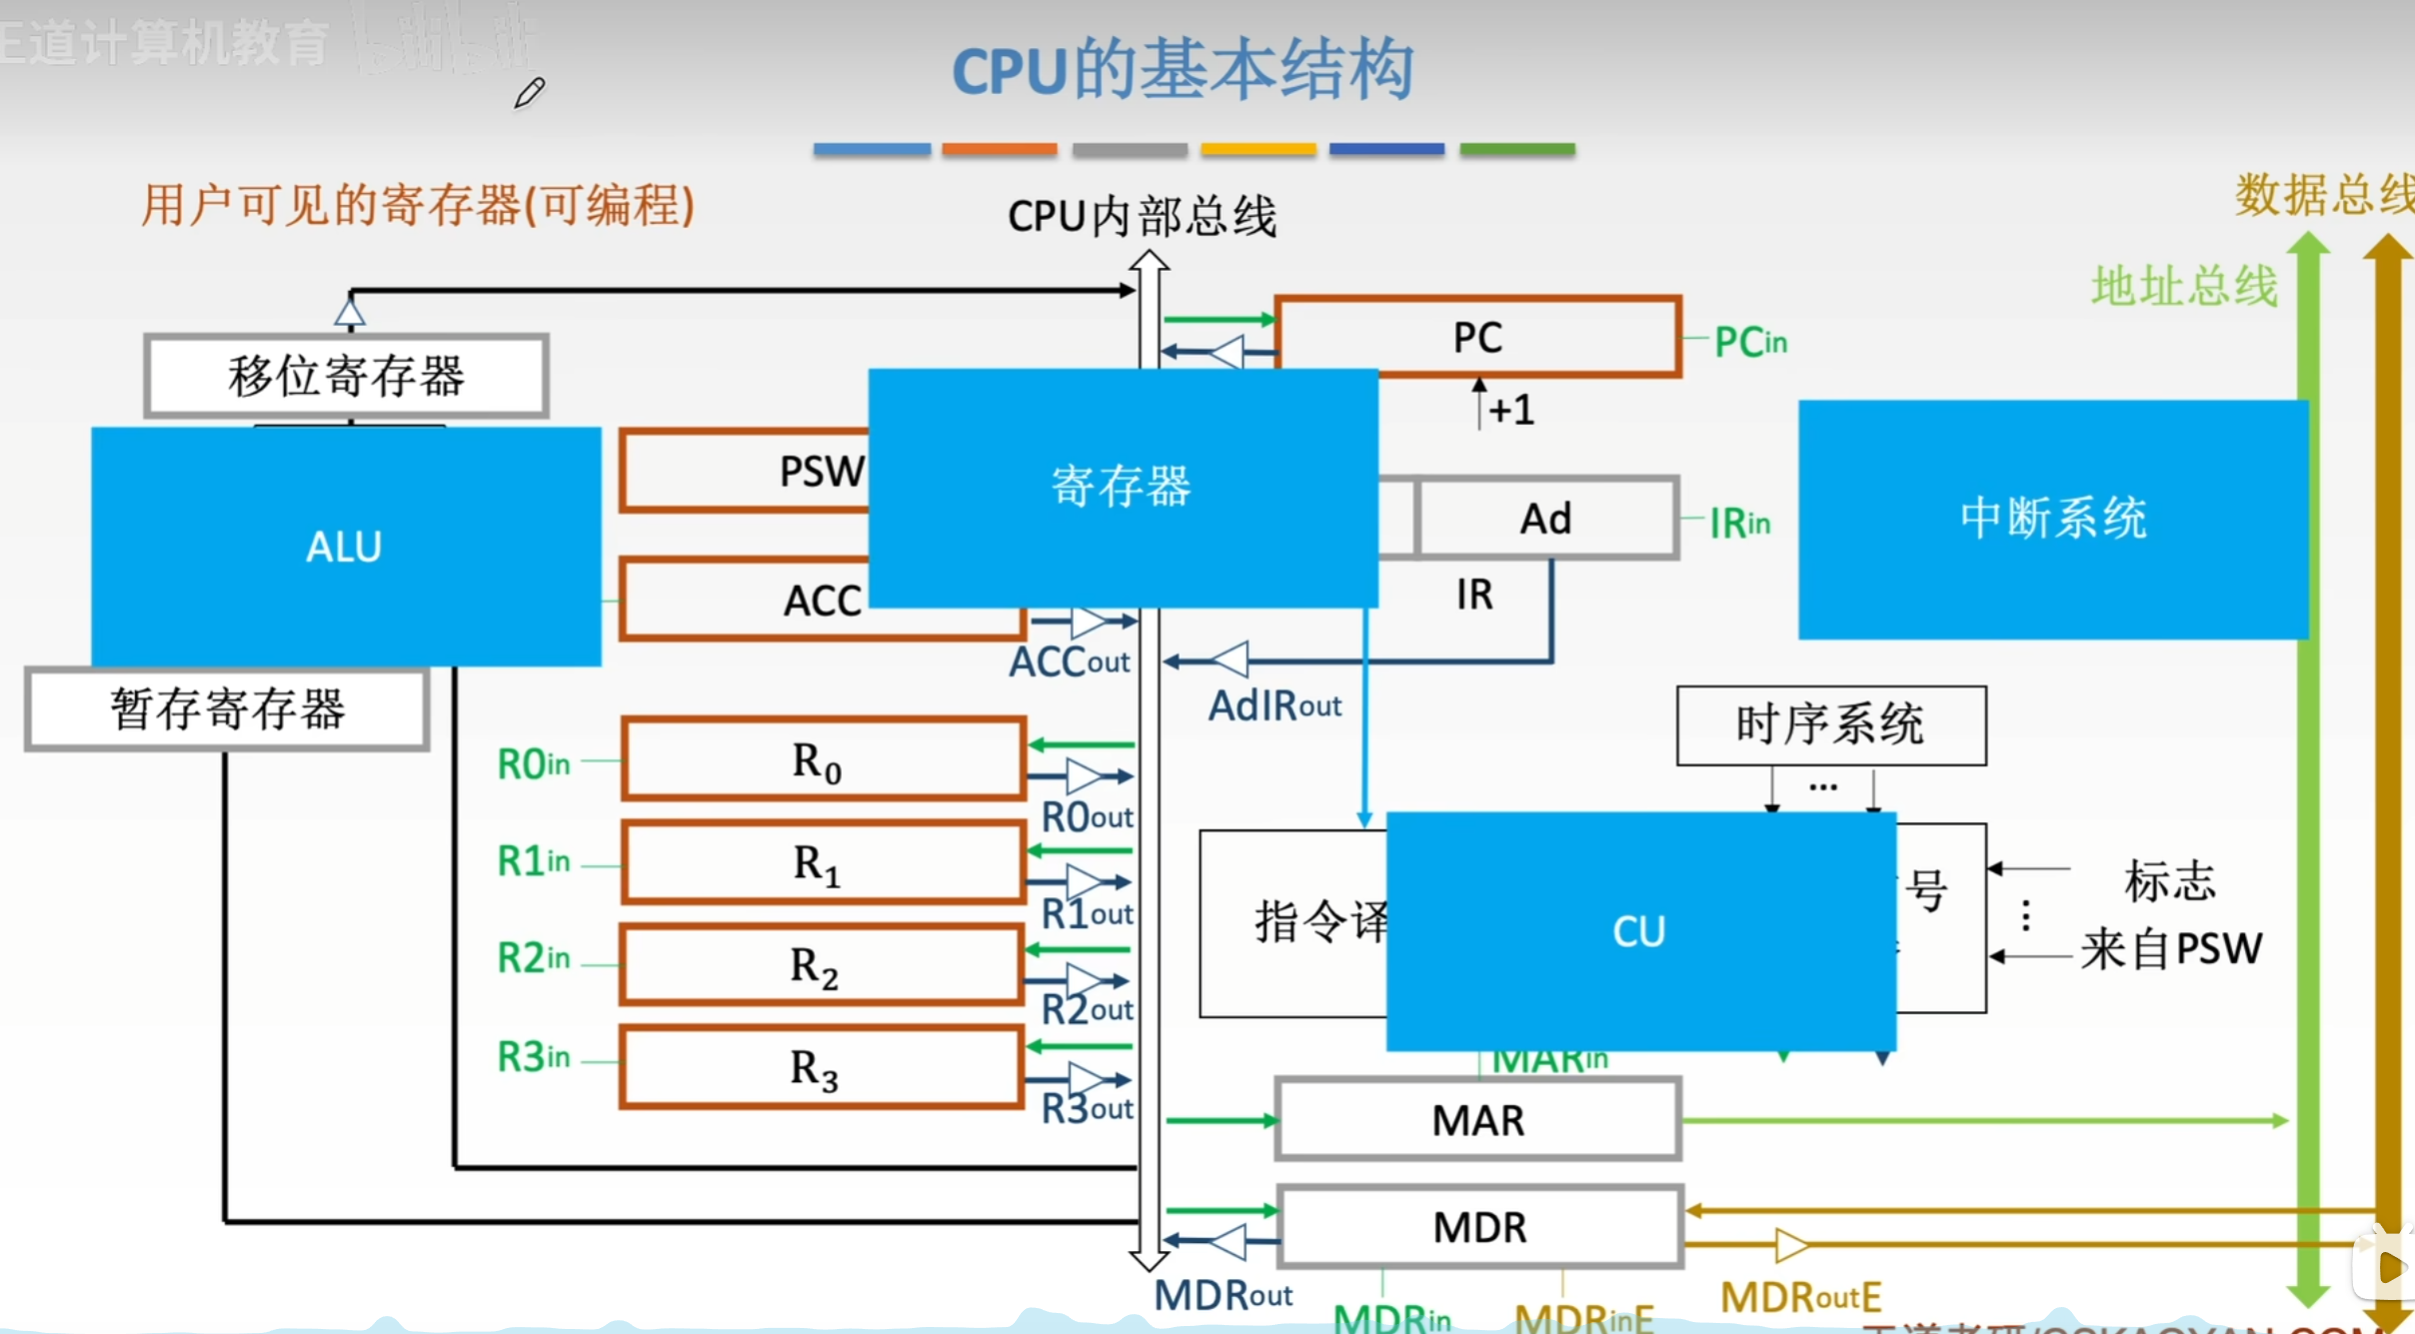 王道计算机教育
CPU的基本结构
用户可见的寄存器(可编程)
CPU内部总线
数据总线
地址总线
移位寄存器
PC
PCin
+1
PSW
寄存器
ALU
中断系统
Ad
IRin
IR
ACC
ACCout
AdIRout
暂存寄存器
时序系统
...
R0in
R0
R0out
R1in
R1
R1out
R2in
R2
R2out
R3in
R3
R3out
指令译
CU
号
标志
来自PSW
MARin
MAR
MDR
MDRout
MDRin
MDRinE
MDRoutE